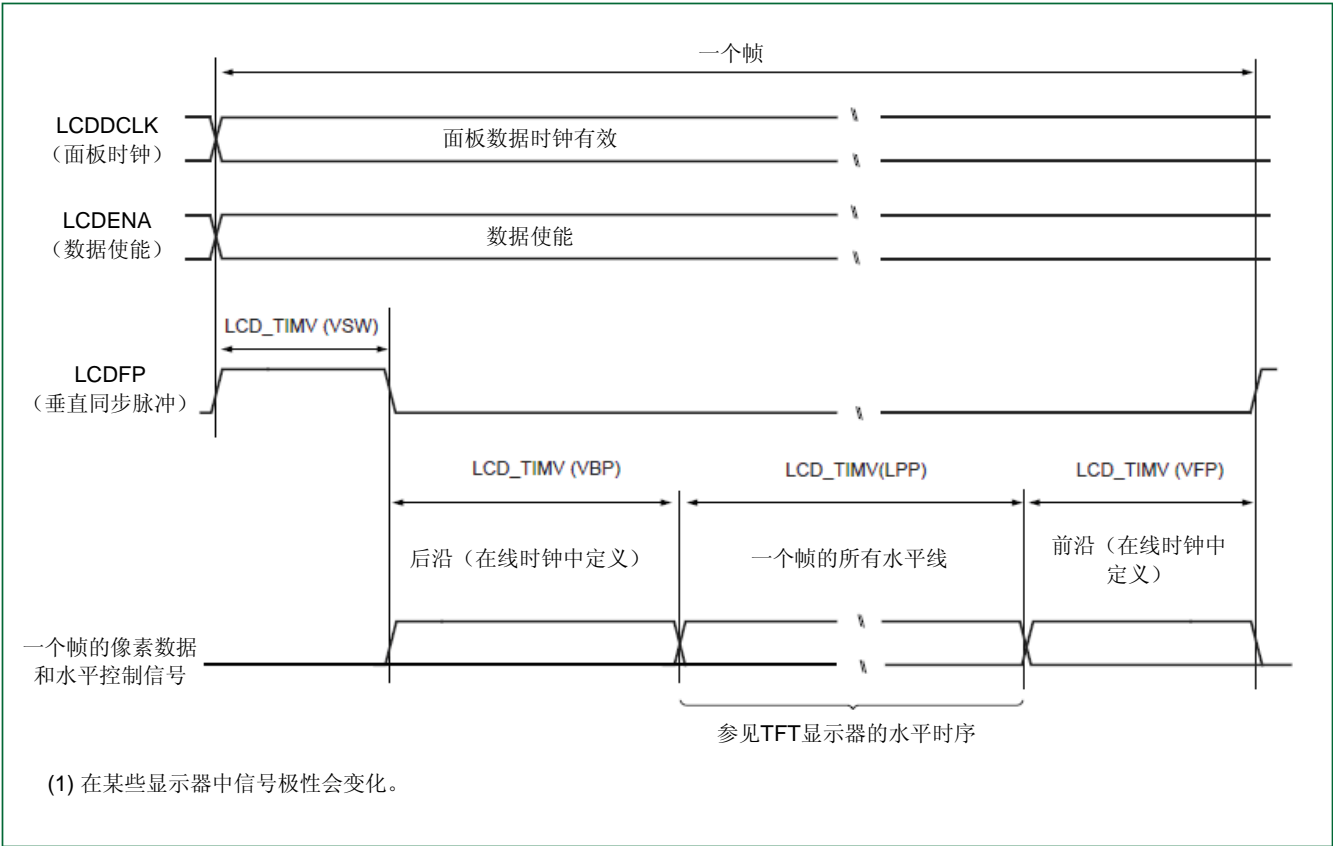 一个帧
LCDDCLK
（面板时钟）
面板数据时钟有效
LCDENA
（数据使能）
数据使能
LCD_TIMV (VSW)
LCDFP
（垂直同步脉冲）
LCD_TIMV (VBP)
LCD_TIMV(LPP)
LCD_TIMV (VFP)
后沿（在线时钟中定义）
一个帧的所有水平线
前沿（在线时钟中
定义）
一个帧的像素数据
和水平控制信号
参见TFT显示器的水平时序
(1) 在某些显示器中信号极性会变化。